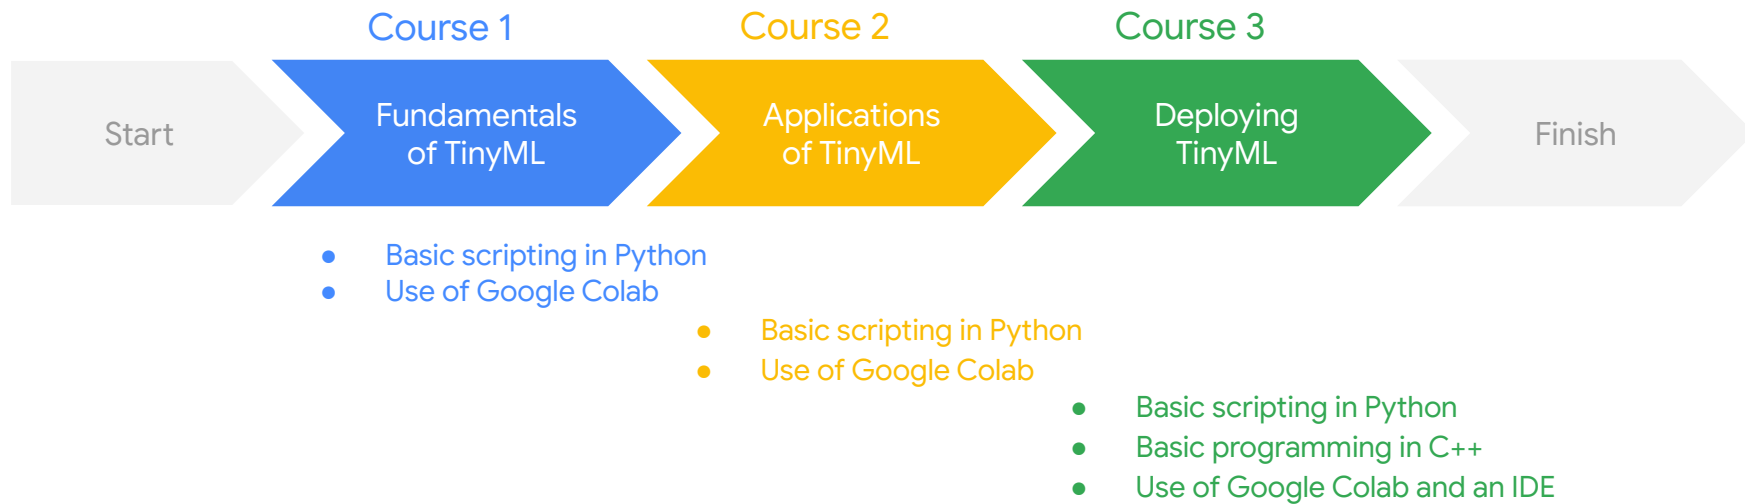 Course 1
Course 2
Course 3
Start
Fundamentals
of TinyML
Applications
of TinyML
Deploying
TinyML
Finish
● Basic scripting in Python
● Use of Google Colab
● Basic scripting in Python
● Use of Google Colab
● Basic scripting in Python
● Basic programming in C++
● Use of Google Colab and an IDE